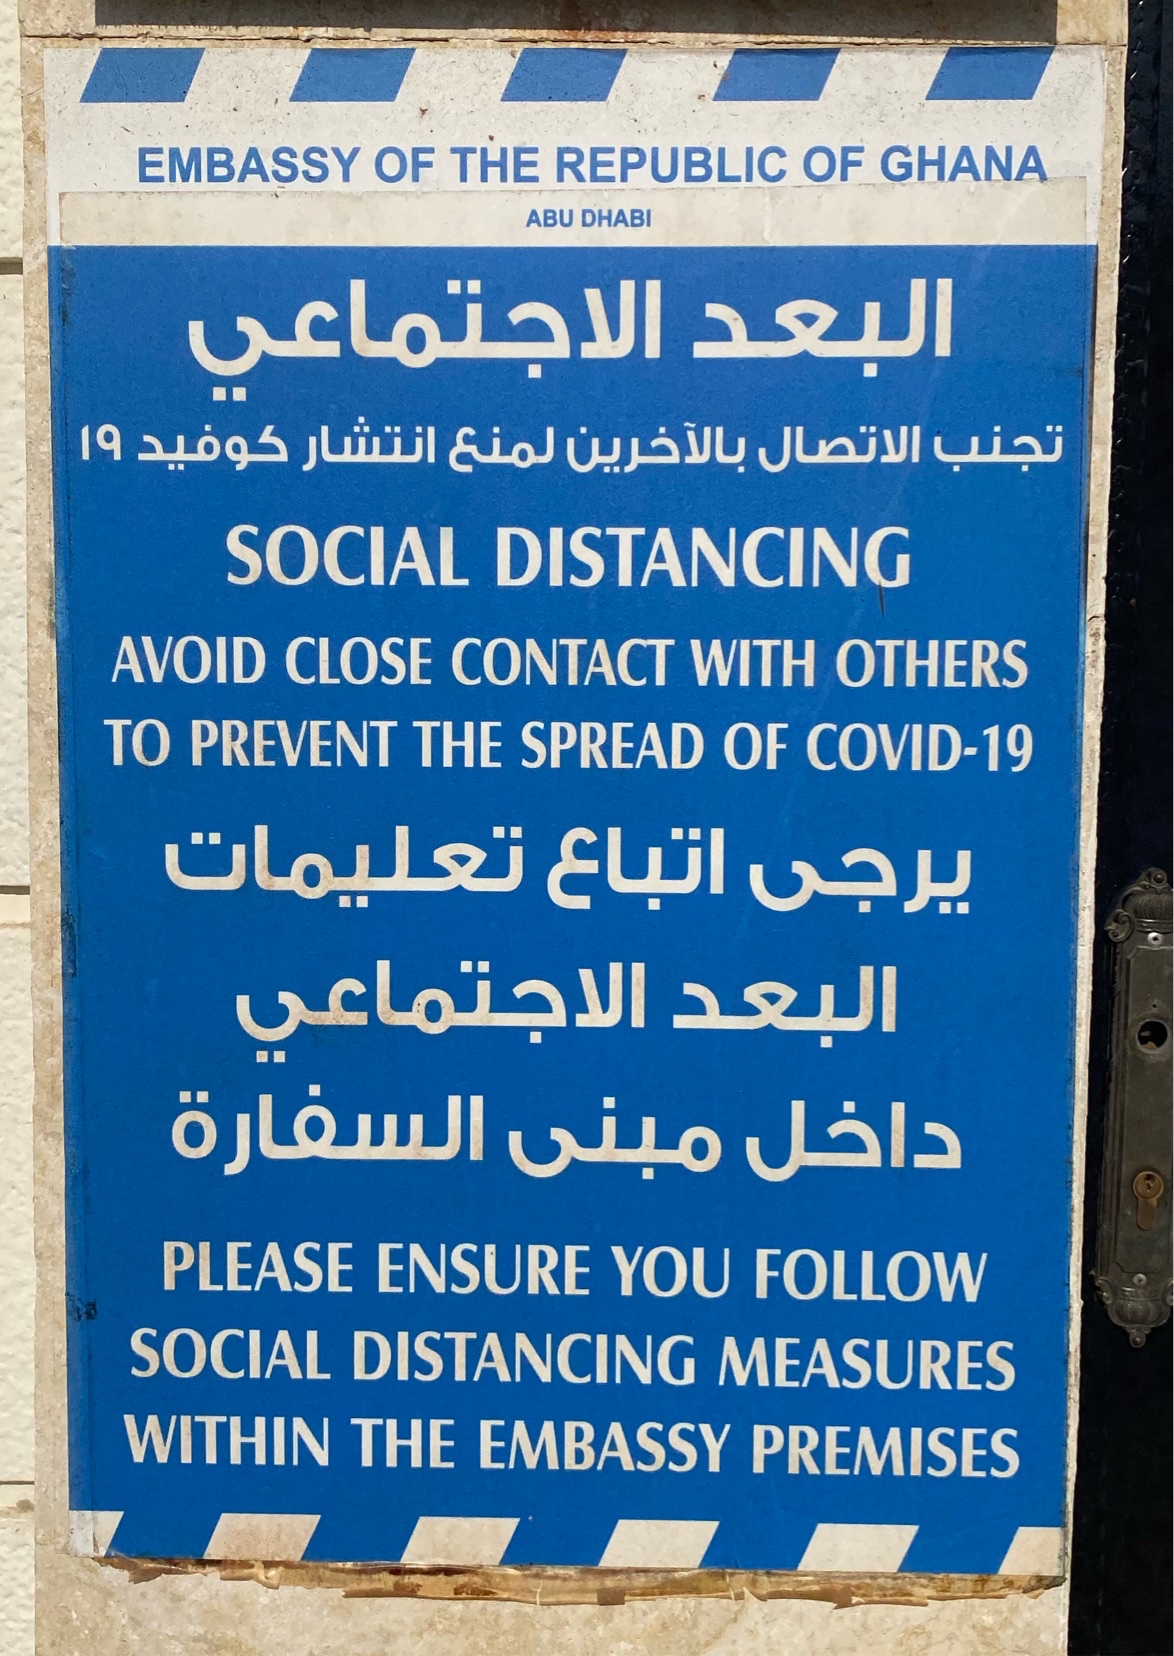 EMBASSY OF THE REPUBLIC OF GHANA
ABU DHABI
البعد الاجتماعي
تجنب الاتصال بالآخرين لمنع انتشار كوفيد ١٩
SOCIAL DISTANCING
AVOID CLOSE CONTACT WITH OTHERS
TO PREVENT THE SPREAD OF COVID-19
يرجى اتباع تعليمات
البعد الاجتماعي
داخل مبنى السفارة
PLEASE ENSURE YOU FOLLOW
SOCIAL DISTANCING MEASURES
WITHIN THE EMBASSY PREMISES